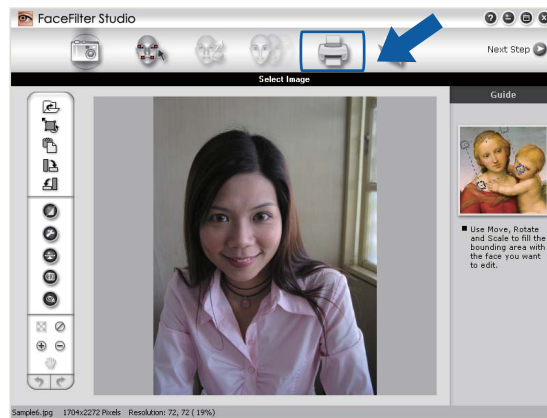 FaceFilter Studio
Next Step
Select Image
Guide
Use Move, Rotate
and Scale to fill the
bounding area with
the face you want
to edit.
Sample6.jpg 1704x2272 Pixels Resolution: 72, 72 ( 19%)